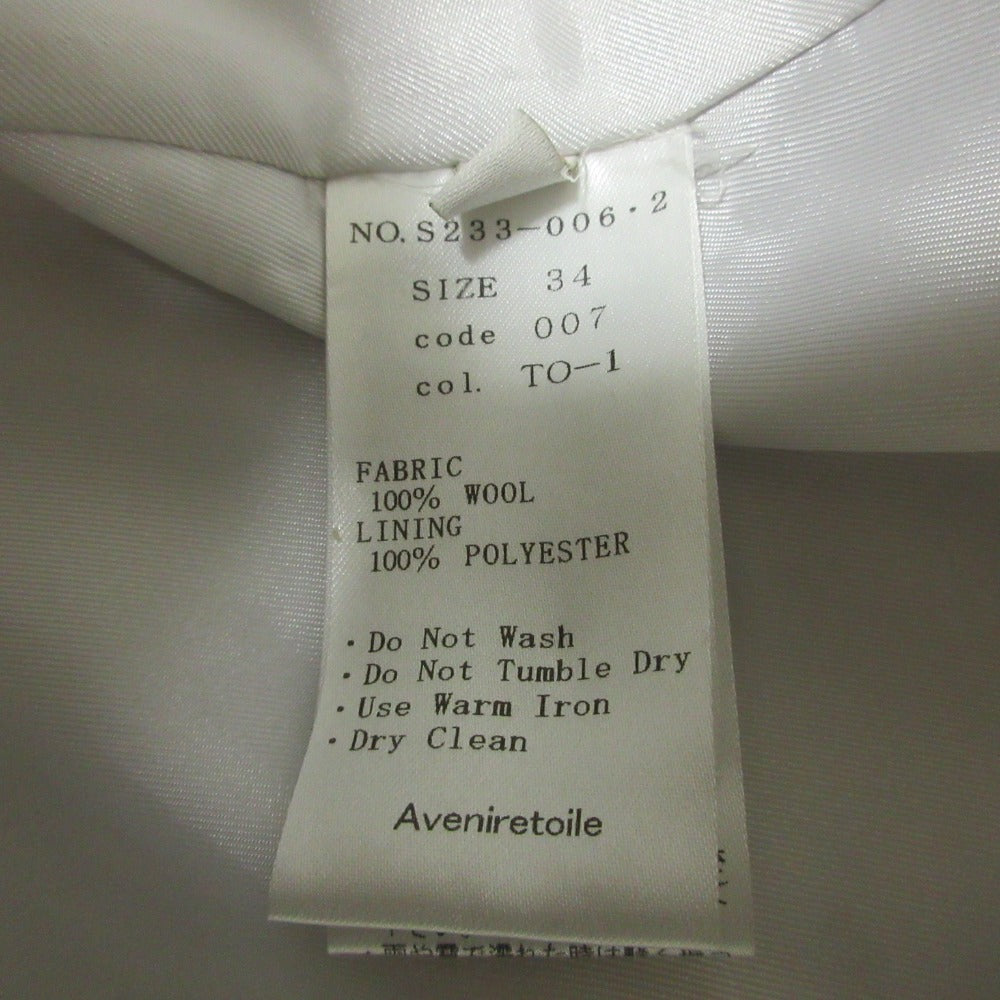 NO. S233-006・2
SIZE 34
code 007
col. TO-1
FABRIC
100% WOOL
LINING
100% POLYESTER
・Do Not Wash
・Do Not Tumble Dry
・Use Warm Iron
・Dry Clean
Aveniretoile